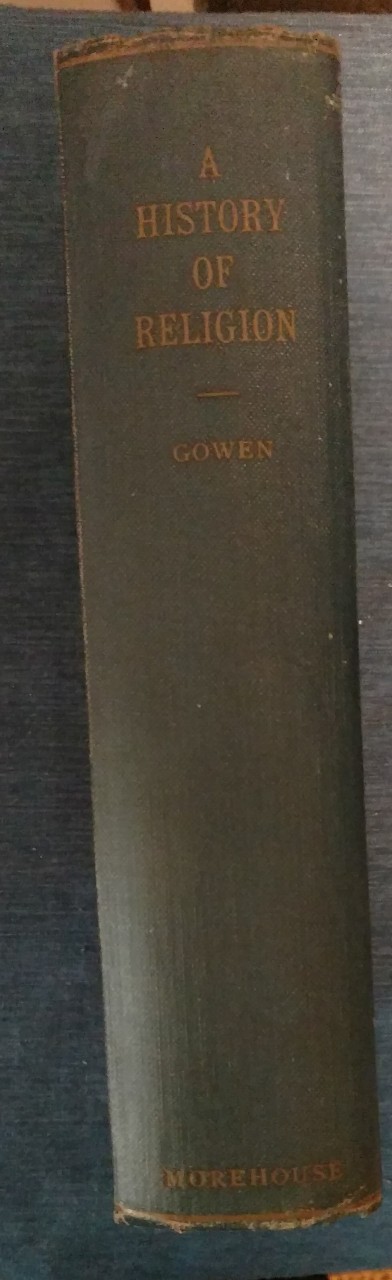 A
HISTORY
OF
RELIGION
GOWEN
MOREHOUSE